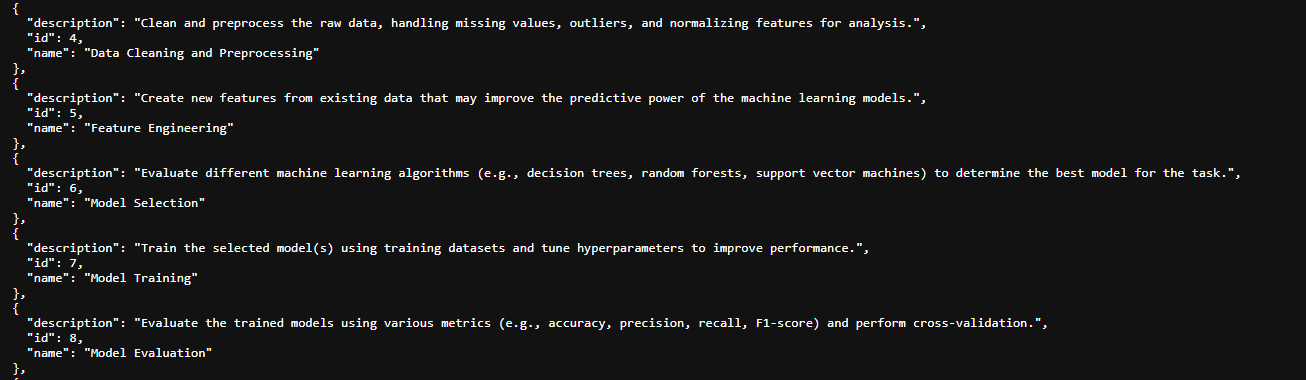 {
"description": "Clean and preprocess the raw data, handling missing values, outliers, and normalizing features for analysis.",
"id": 4,
"name": "Data Cleaning and Preprocessing"
},
{
"description": "Create new features from existing data that may improve the predictive power of the machine learning models.",
"id": 5,
"name": "Feature Engineering"
},
{
"description": "Evaluate different machine learning algorithms (e.g., decision trees, random forests, support vector machines) to determine the best model for the task.",
"id": 6,
"name": "Model Selection"
},
{
"description": "Train the selected model(s) using training datasets and tune hyperparameters to improve performance.",
"id": 7,
"name": "Model Training"
},
{
"description": "Evaluate the trained models using various metrics (e.g., accuracy, precision, recall, F1-score) and perform cross-validation.",
"id": 8,
"name": "Model Evaluation"
},